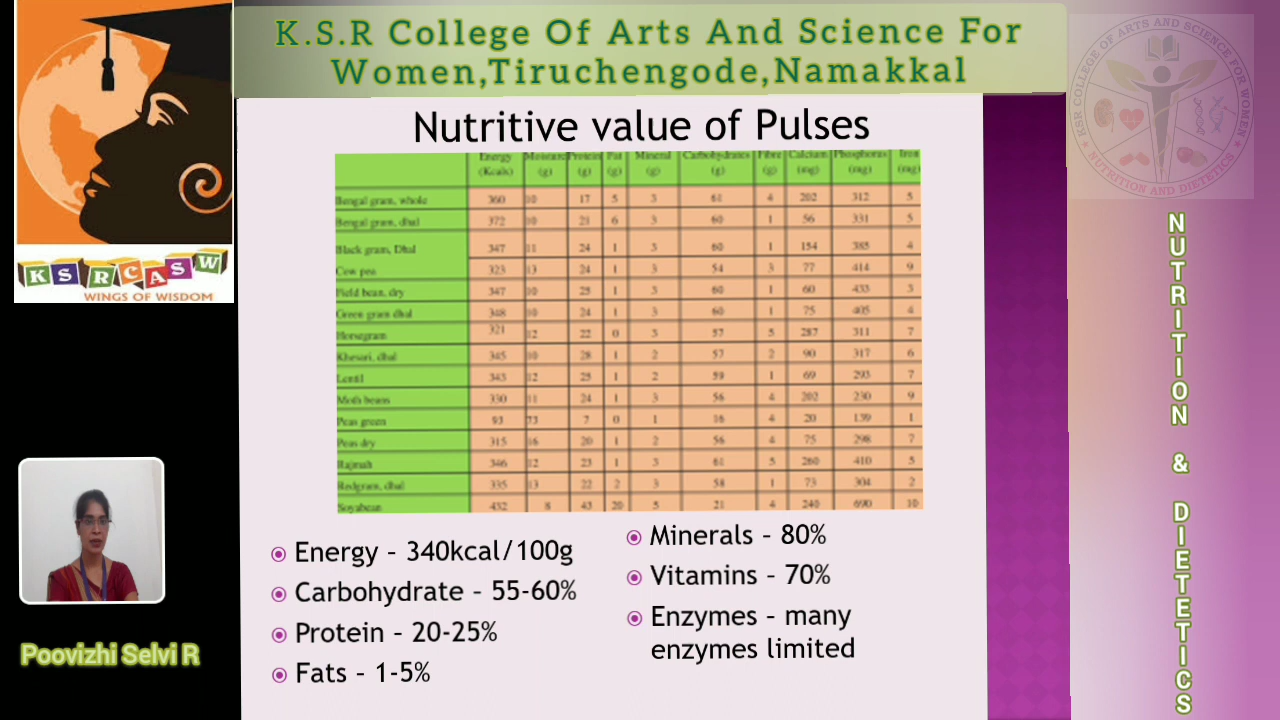 K.S.R College Of Arts And Science For
Women,Tiruchengode,Namakkal
KSR COLLEGE OF ARTS AND SCIENCE FOR WOMEN
NUTRITION AND DIETETICS
KSRCASW
WINGS OF WISDOM
Nutritive value of Pulses
Energy (Kcals) Moisture (g) Protein (g) Fat (g) Mineral (g) Carbohydrates (g) Fibre (g) Calcium (mg) Phosphorus (mg) Iron (mg)
Bengal gram, whole 360 10 17 5 3 61 4 202 312 5
Bengal gram, dhal 372 10 21 6 3 60 1 56 331 5
Black gram, Dhal 347 11 24 1 3 60 1 154 385 4
Cow pea 323 13 24 1 3 54 3 77 414 9
Field bean, dry 347 10 25 1 3 60 1 60 433 3
Green gram dhal 348 10 24 1 3 60 1 75 405 4
Horsegram 321 12 22 0 3 57 5 287 311 7
Khesari, dhal 345 10 28 1 2 57 2 90 317 6
Lentil 343 12 25 1 2 59 1 69 293 7
Moth beans 330 11 24 1 3 56 4 202 230 9
Peas green 93 73 7 0 1 16 4 20 139 1
Peas dry 315 16 20 1 2 56 4 75 298 7
Rajmah 346 12 23 1 3 61 5 260 410 5
Redgram, dhal 335 13 22 2 3 58 1 73 304 2
Soyabean 432 8 43 20 5 21 4 240 690 10
Energy – 340kcal/100g
Carbohydrate – 55-60%
Protein – 20-25%
Fats – 1-5%
Minerals – 80%
Vitamins – 70%
Enzymes – many
enzymes limited
Poovizhi Selvi R
NUTRITION & DIETETICS